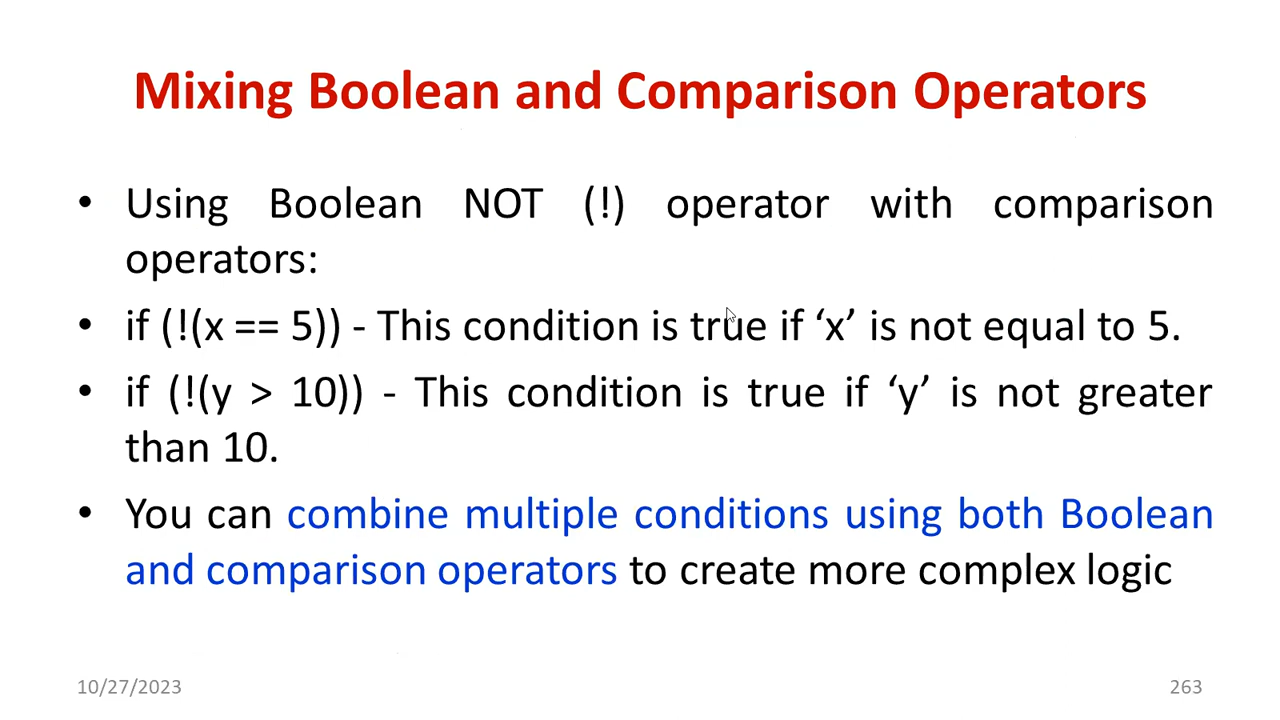 Mixing Boolean and Comparison Operators
• Using Boolean NOT (!) operator with comparison
operators:
• if (!(x == 5)) - This condition is true if ‘x’ is not equal to 5.
• if (!(y > 10)) - This condition is true if ‘y’ is not greater
than 10.
• You can combine multiple conditions using both Boolean
and comparison operators to create more complex logic
10/27/2023
263